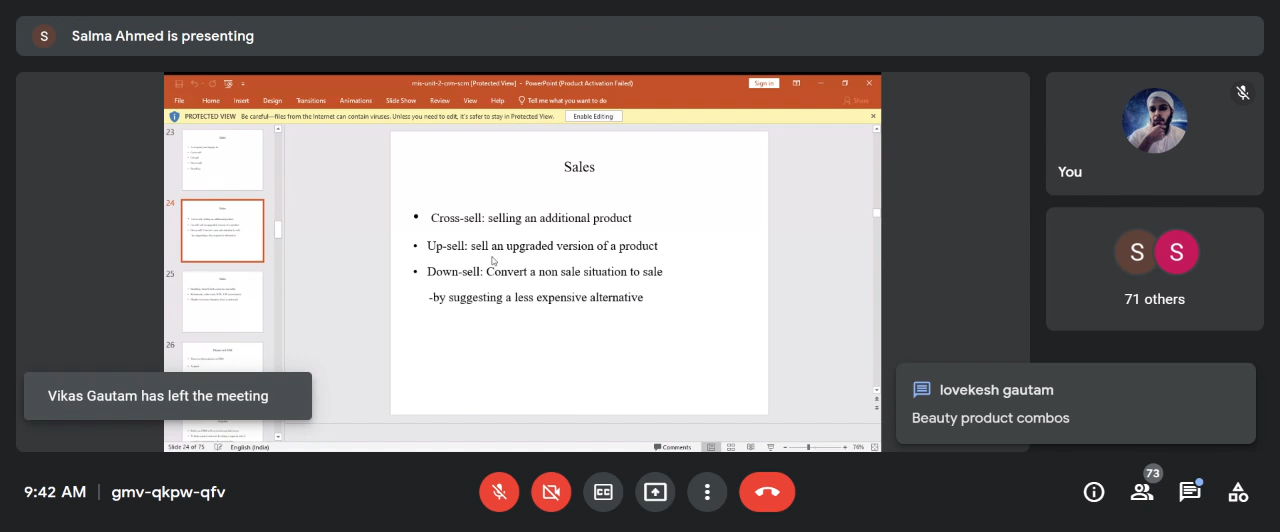 S
Salma Ahmed is presenting
mis-unit-2-crm-scm [Protected View] - PowerPoint (Product Activation Failed)
Sign in
File Home Insert Design Transitions Animations Slide Show Review View Help Tell me what you want to do
Share
PROTECTED VIEW Be careful—files from the Internet can contain viruses. Unless you need to edit, it's safer to stay in Protected View.
Enable Editing
23
24
25
26
Sales
• Cross-sell: selling an additional product
• Up-sell: sell an upgraded version of a product
• Down-sell: Convert a non sale situation to sale
-by suggesting a less expensive alternative
Slide 24 of 75
English (India)
Comments
76%
You
S S
71 others
Vikas Gautam has left the meeting
lovekesh gautam
Beauty product combos
9:42 AM | gmv-qkpw-qfv
CC
73